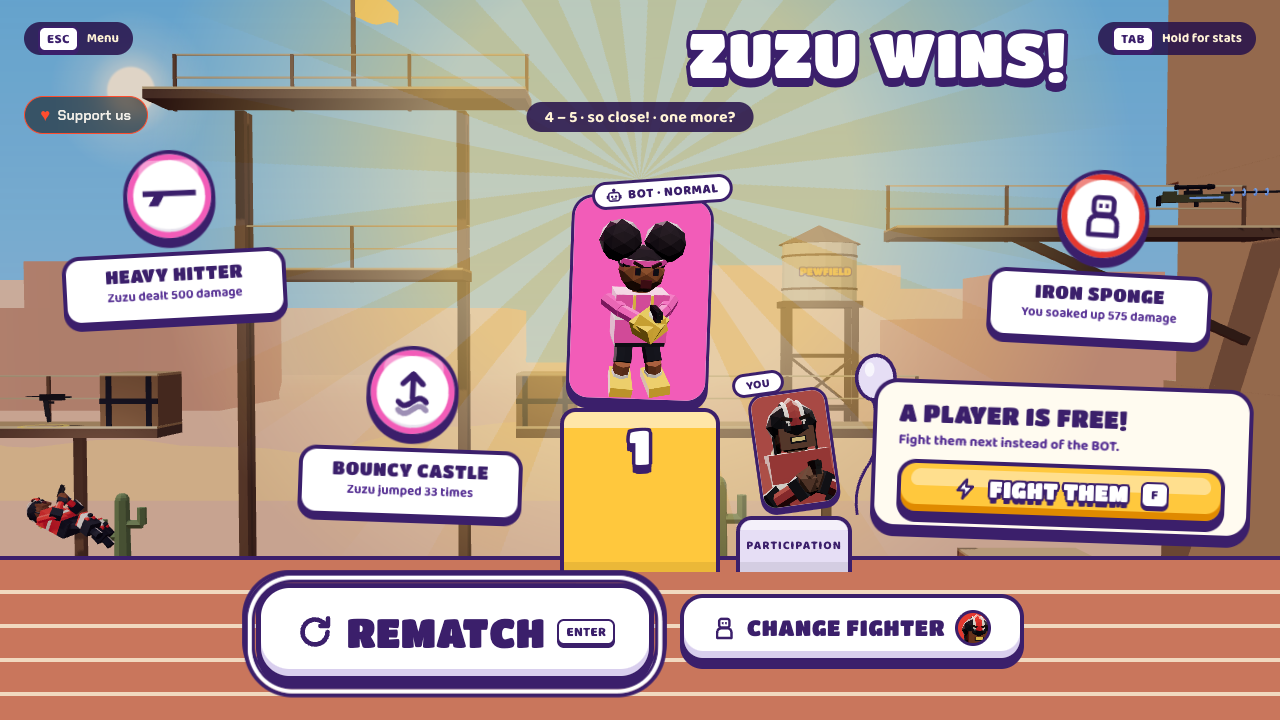 ESC Menu
ZUZU WINS!
TAB Hold for stats
♥ Support us
4 – 5 · so close! · one more?
BOT · NORMAL
HEAVY HITTER
Zuzu dealt 500 damage
PEWFIELD
IRON SPONGE
You soaked up 575 damage
YOU
A PLAYER IS FREE!
Fight them next instead of the BOT.
FIGHT THEM F
1
BOUNCY CASTLE
Zuzu jumped 33 times
PARTICIPATION
REMATCH ENTER
CHANGE FIGHTER